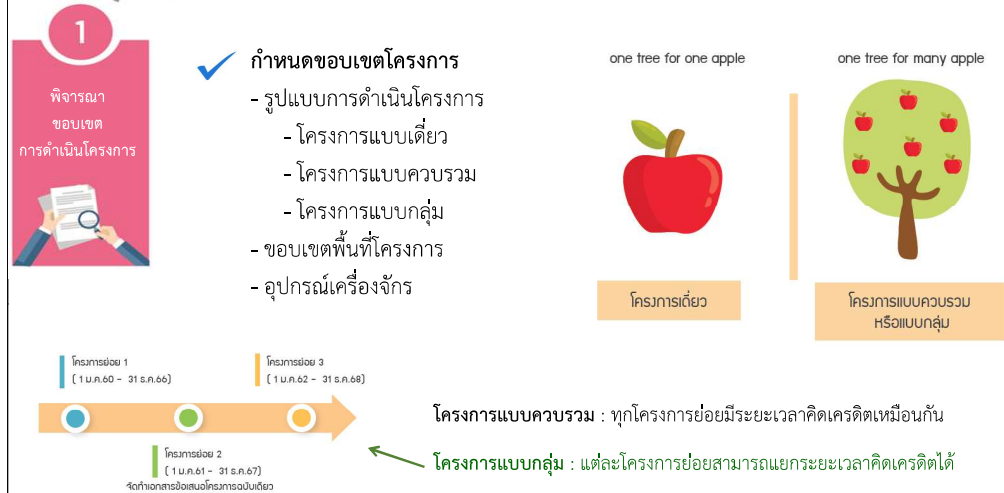 1
พิจารณา
ขอบเขต
การดำเนินโครงการ
กำหนดขอบเขตโครงการ
- รูปแบบการดำเนินโครงการ
- โครงการแบบเดี่ยว
- โครงการแบบควบรวม
- โครงการแบบกลุ่ม
- ขอบเขตพื้นที่โครงการ
- อุปกรณ์เครื่องจักร
one tree for one apple
โครงการเดี่ยว
one tree for many apple
โครงการแบบควบรวม
หรือแบบกลุ่ม
โครงการย่อย 1
( 1 ม.ค.60 - 31 ธ.ค.66)
โครงการย่อย 3
( 1 ม.ค.62 - 31 ธ.ค.68)
โครงการย่อย 2
( 1 ม.ค.61 - 31 ธ.ค.67)
จัดทำเอกสารข้อเสนอโครงการฉบับเดียว
โครงการแบบควบรวม : ทุกโครงการย่อยมีระยะเวลาคิดเครดิตเหมือนกัน
โครงการแบบกลุ่ม : แต่ละโครงการย่อยสามารถแยกระยะเวลาคิดเครดิตได้